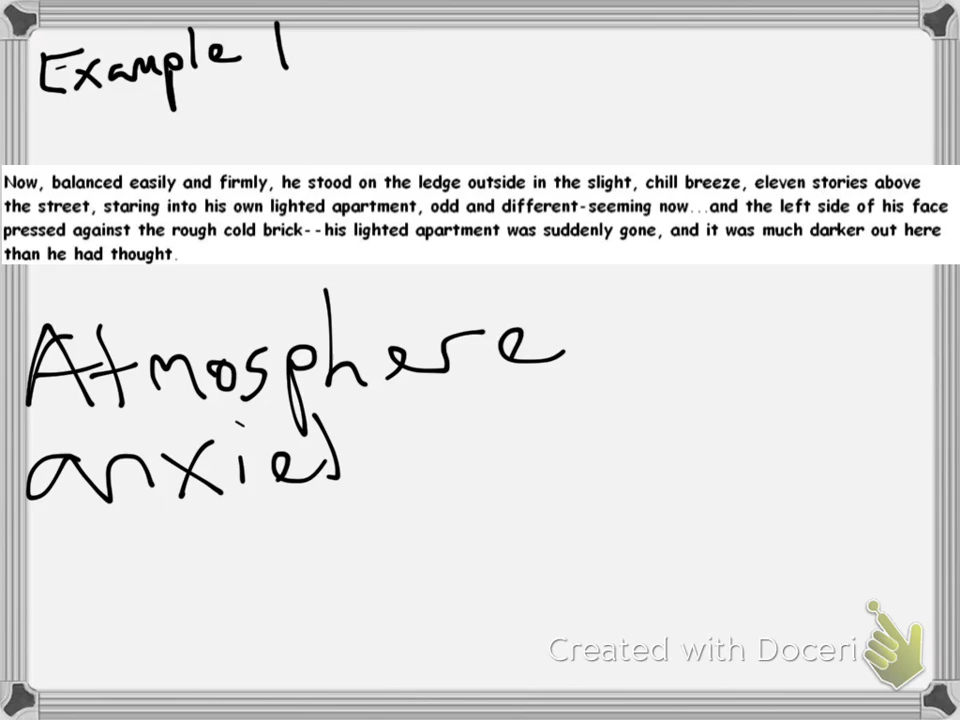 Example 1
Now, balanced easily and firmly, he stood on the ledge outside in the slight, chill breeze, eleven stories above
the street, staring into his own lighted apartment, odd and different-seeming now...and the left side of his face
pressed against the rough cold brick--his lighted apartment was suddenly gone, and it was much darker out here
than he had thought.
Atmosphere
Created with Doceri